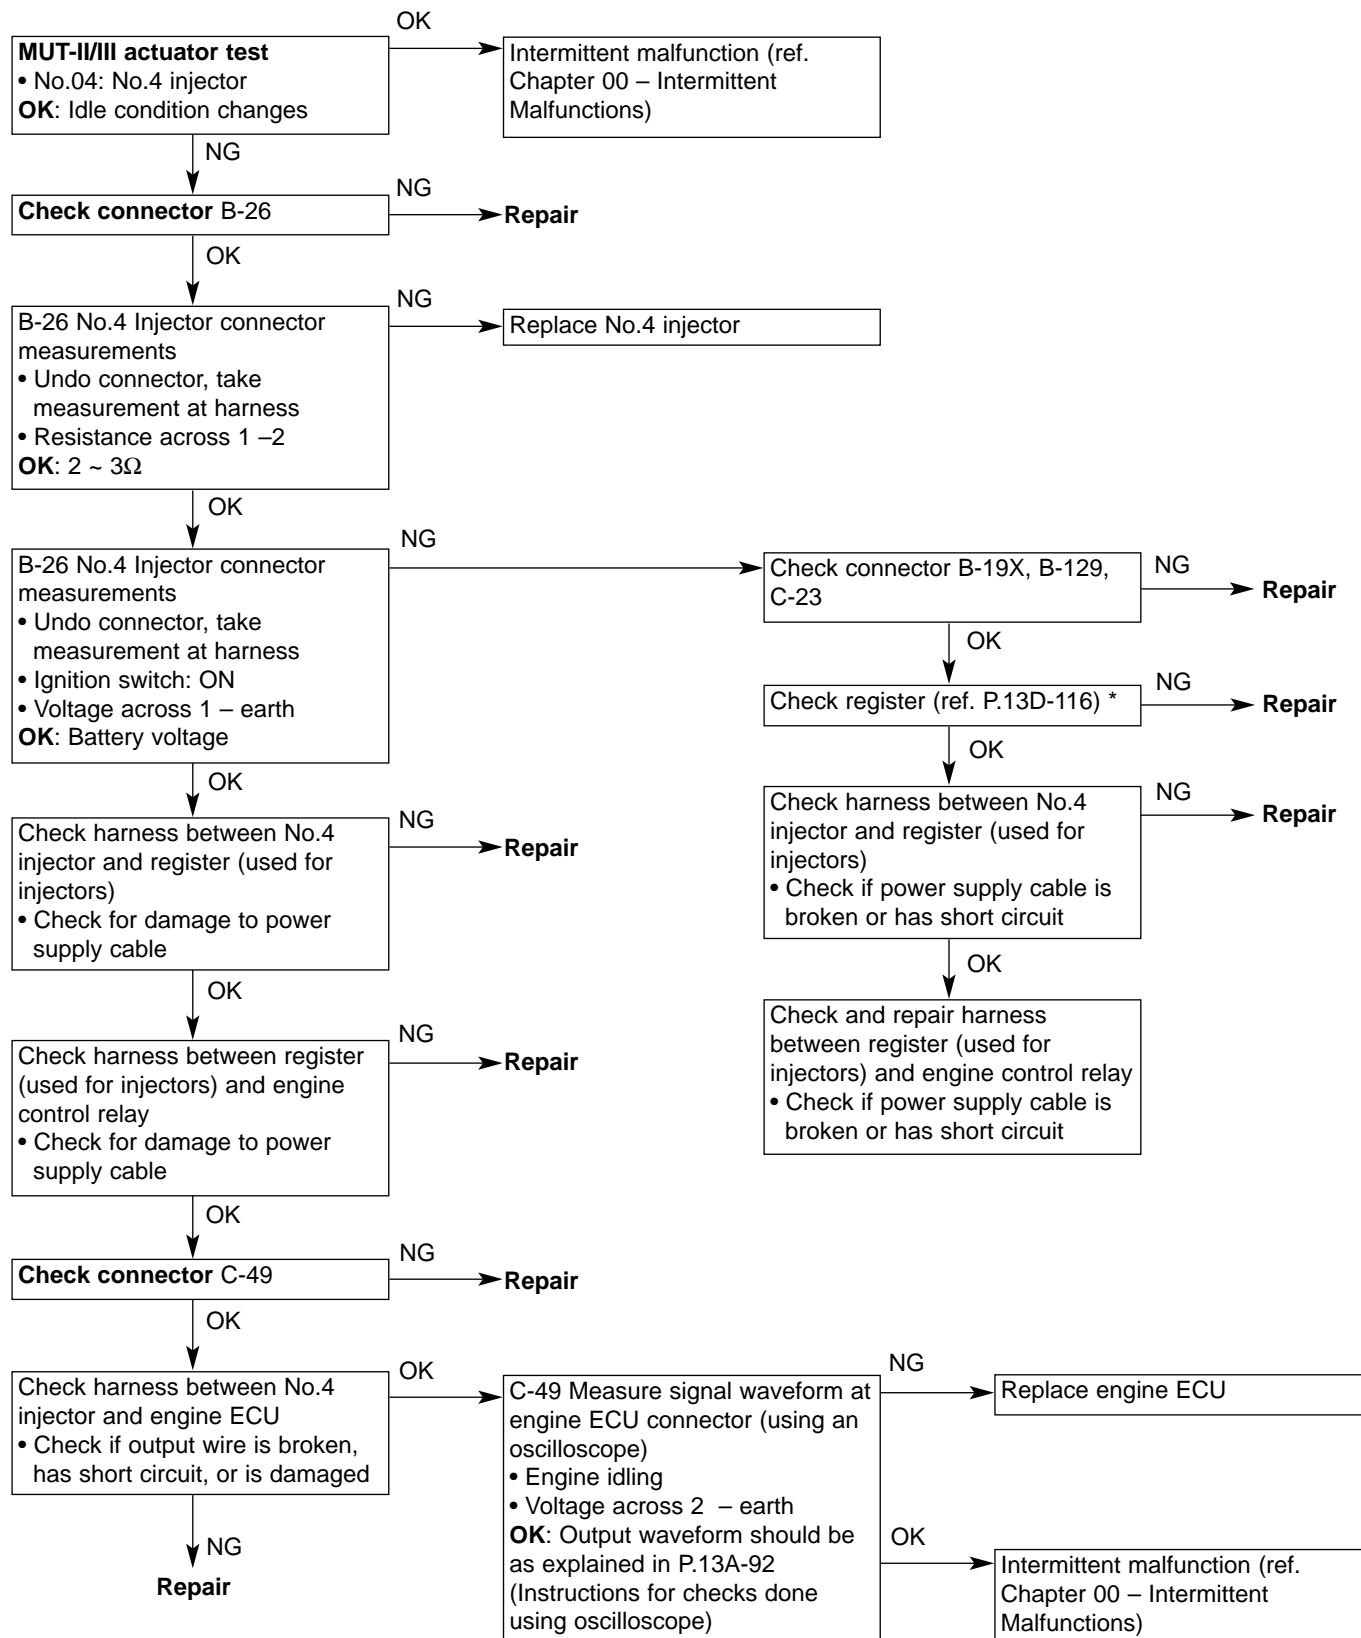 OK
MUT-II/III actuator test
• No.04: No.4 injector
OK: Idle condition changes
Intermittent malfunction (ref.
Chapter 00 – Intermittent
Malfunctions)
NG
Check connector B-26
NG
Repair
OK
B-26 No.4 Injector connector
measurements
• Undo connector, take
measurement at harness
• Resistance across 1 –2
OK: 2 ~ 3Ω
NG
Replace No.4 injector
OK
B-26 No.4 Injector connector
measurements
• Undo connector, take
measurement at harness
• Ignition switch: ON
• Voltage across 1 – earth
OK: Battery voltage
NG
Check connector B-19X, B-129,
C-23
NG
Repair
OK
Check register (ref. P.13D-116) *
NG
Repair
OK
Check harness between No.4
injector and register (used for
injectors)
• Check if power supply cable is
broken or has short circuit
NG
Repair
OK
Check and repair harness
between register (used for
injectors) and engine control relay
• Check if power supply cable is
broken or has short circuit
OK
Check harness between No.4
injector and register (used for
injectors)
• Check for damage to power
supply cable
NG
Repair
OK
Check harness between register
(used for injectors) and engine
control relay
• Check for damage to power
supply cable
NG
Repair
OK
Check connector C-49
NG
Repair
OK
Check harness between No.4
injector and engine ECU
• Check if output wire is broken,
has short circuit, or is damaged
NG
Repair
OK
C-49 Measure signal waveform at
engine ECU connector (using an
oscilloscope)
• Engine idling
• Voltage across 2 – earth
OK: Output waveform should be
as explained in P.13A-92
(Instructions for checks done
using oscilloscope)
NG
Replace engine ECU
OK
Intermittent malfunction (ref.
Chapter 00 – Intermittent
Malfunctions)